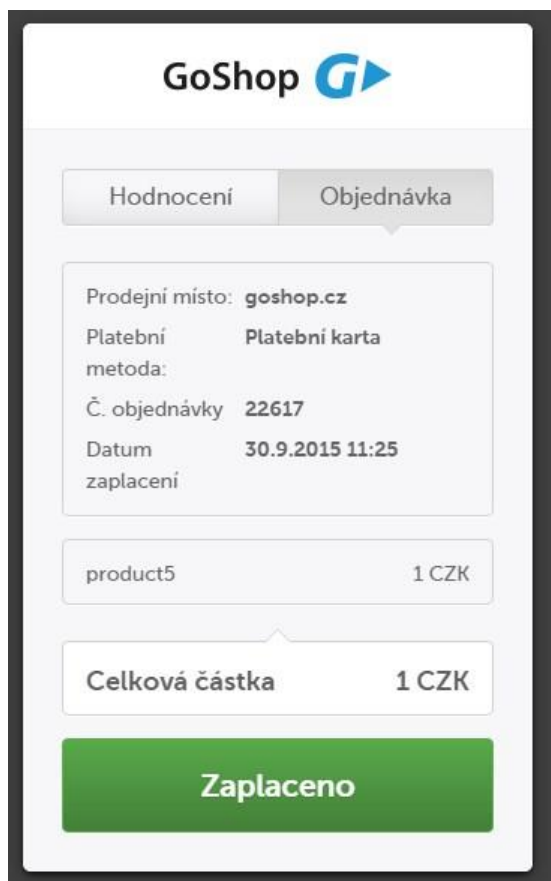 GoShop
Hodnocení Objednávka
Prodejní místo: goshop.cz
Platební Platební karta
metoda:
Č. objednávky 22617
Datum 30.9.2015 11:25
zaplacení
product5 1 CZK
Celková částka 1 CZK
Zaplaceno